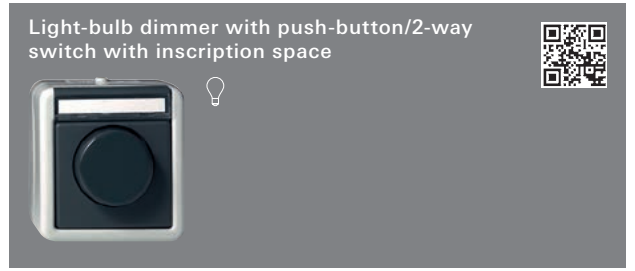 Light-bulb dimmer with push-button/2-way
switch with inscription space